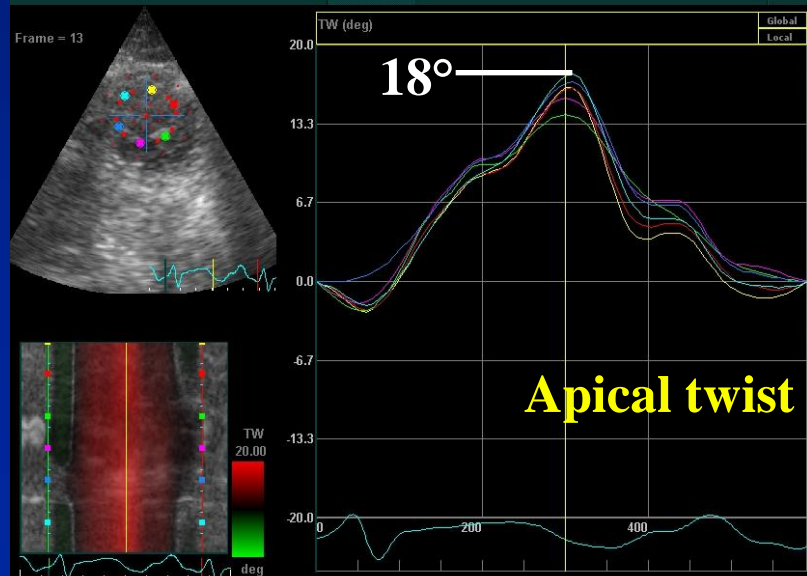 Frame = 13
TW (deg)
Global
Local
20.0
18°
13.3
6.7
0.0
-6.7
Apical twist
-13.3
-20.0
0
200
400
TW
20.00
deg